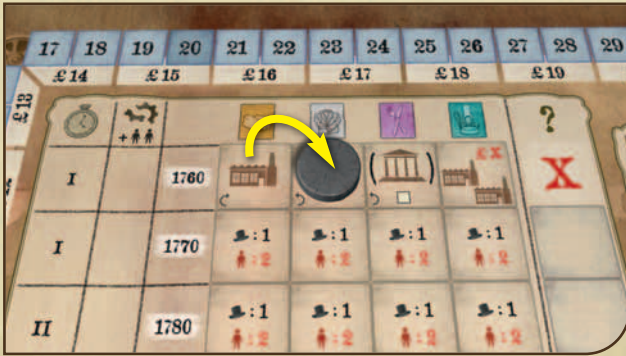 17 18 19 20 21 22 23 24 25 26 27 28 29
£14 £15 £16 £17 £18 £19
£13
+ ?
I 1760 ( ) £X X
I 1770 :1 :1 :1 :1
:2 :2 :2 :2
II 1780 :1 :1 :1 :1
:2 :2 :2 :2